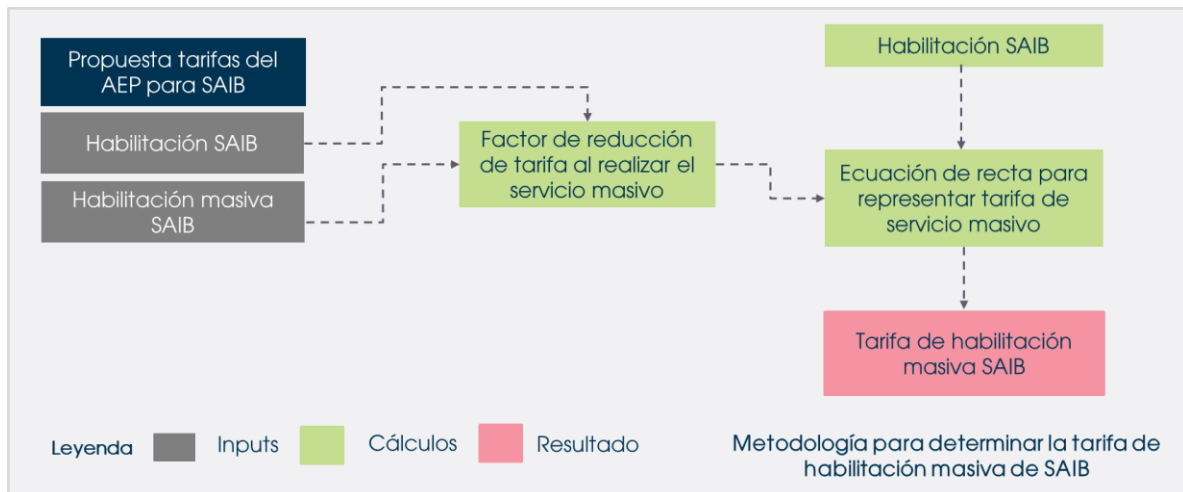 Propuesta tarifas del
AEP para SAIB
Habilitación SAIB
Habilitación masiva
SAIB
Factor de reducción
de tarifa al realizar el
servicio masivo
Habilitación SAIB
Ecuación de recta para
representar tarifa de
servicio masivo
Tarifa de habilitación
masiva SAIB
Leyenda
Inputs
Cálculos
Resultado
Metodología para determinar la tarifa de
habilitación masiva de SAIB